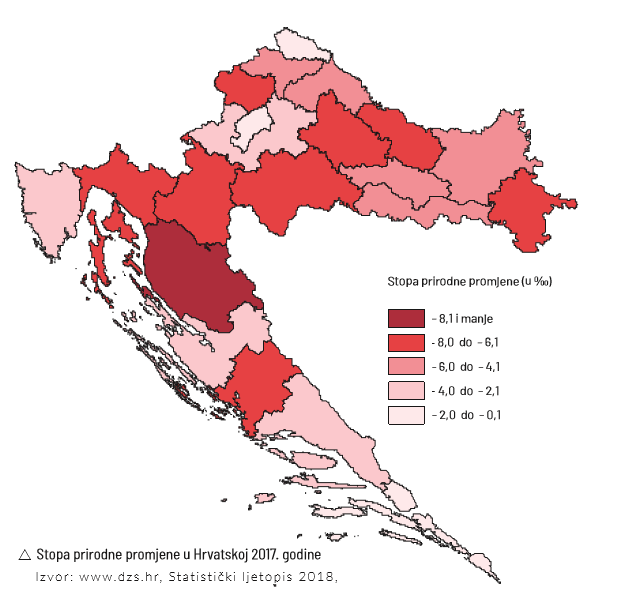 Stopa prirodne promjene (u ‰)
- 8,1 i manje
- 8,0 do - 6,1
- 6,0 do - 4,1
- 4,0 do - 2,1
- 2,0 do - 0,1
△ Stopa prirodne promjene u Hrvatskoj 2017. godine
Izvor: www.dzs.hr, Statistički ljetopis 2018,